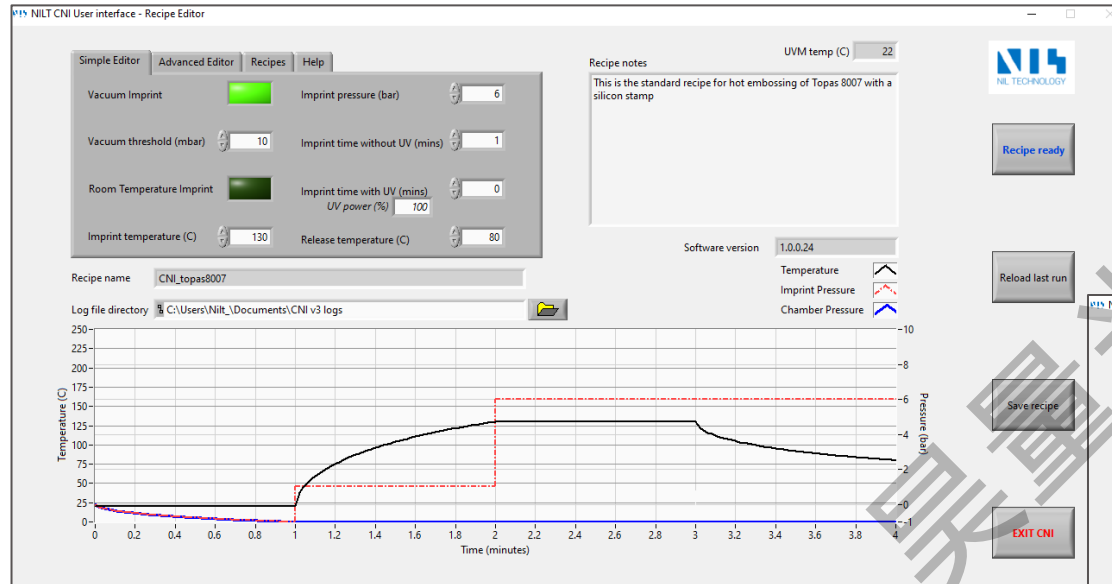 NILT CNI User interface - Recipe Editor
Simple Editor
Advanced Editor
Recipes
Help
Vacuum Imprint
Imprint pressure (bar)
6
Vacuum threshold (mbar)
10
Imprint time without UV (mins)
1
Room Temperature Imprint
Imprint time with UV (mins)
0
UV power (%)
100
Imprint temperature (C)
130
Release temperature (C)
80
UVM temp (C)
22
Recipe notes
This is the standard recipe for hot embossing of Topas 8007 with a
silicon stamp
NIL TECHNOLOGY
Recipe ready
Software version
1.0.0.24
Recipe name
CNI_topas8007
Temperature
Imprint Pressure
Chamber Pressure
Reload last run
Log file directory
C:\Users\Nilt_\Documents\CNI v3 logs
250
225
200
175
150
125
100
75
50
25
0
Temperature (C)
10
8
6
4
2
0
-1
Pressure (bar)
0 0.2 0.4 0.6 0.8 1 1.2 1.4 1.6 1.8 2 2.2 2.4 2.6 2.8 3 3.2 3.4 3.6 3.8 4
Time (minutes)
Save recipe
EXIT CNI
昊量